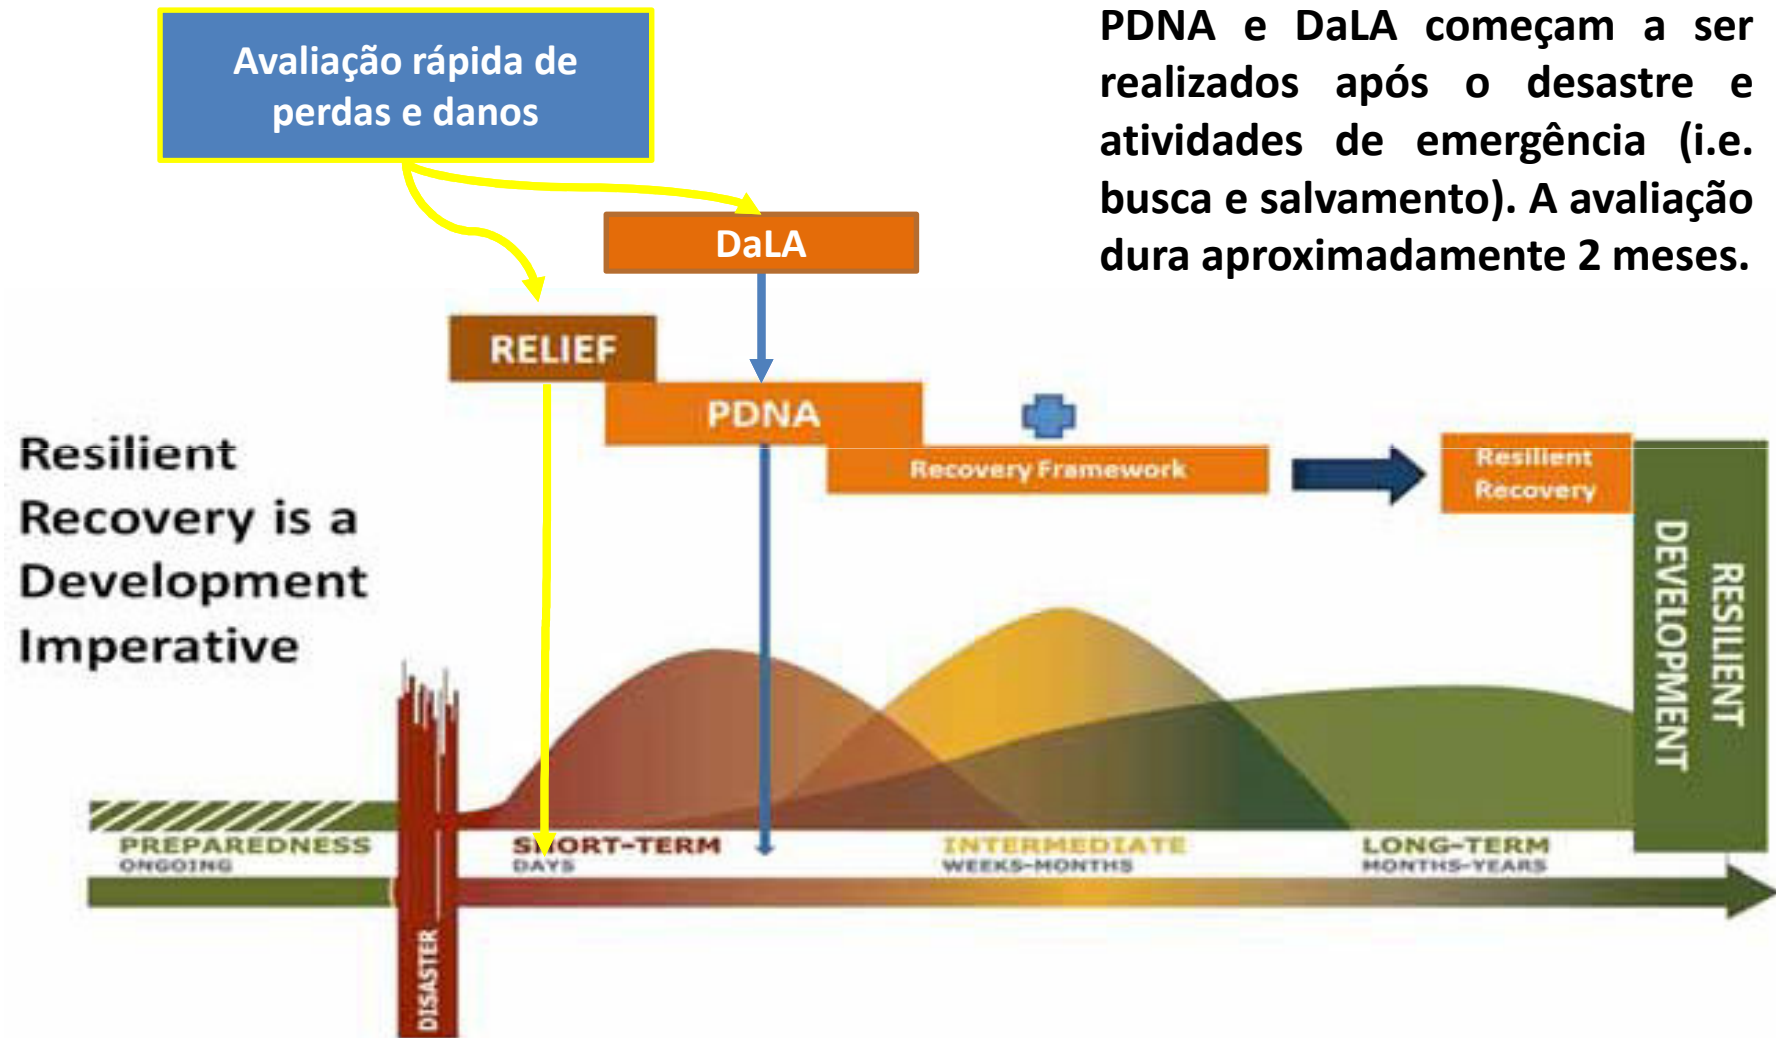 Avaliação rápida de
perdas e danos
PDNA e DaLA começam a ser
realizados após o desastre e
atividades de emergência (i.e.
busca e salvamento). A avaliação
dura aproximadamente 2 meses.
DaLA
RELIEF
PDNA
Recovery Framework
Resilient
Recovery
Resilient
Recovery is a
Development
Imperative
RESILIENT
DEVELOPMENT
PREPAREDNESS
ONGOING
SHORT-TERM
DAYS
INTERMEDIATE
WEEKS-MONTHS
LONG-TERM
MONTHS-YEARS
DISASTER